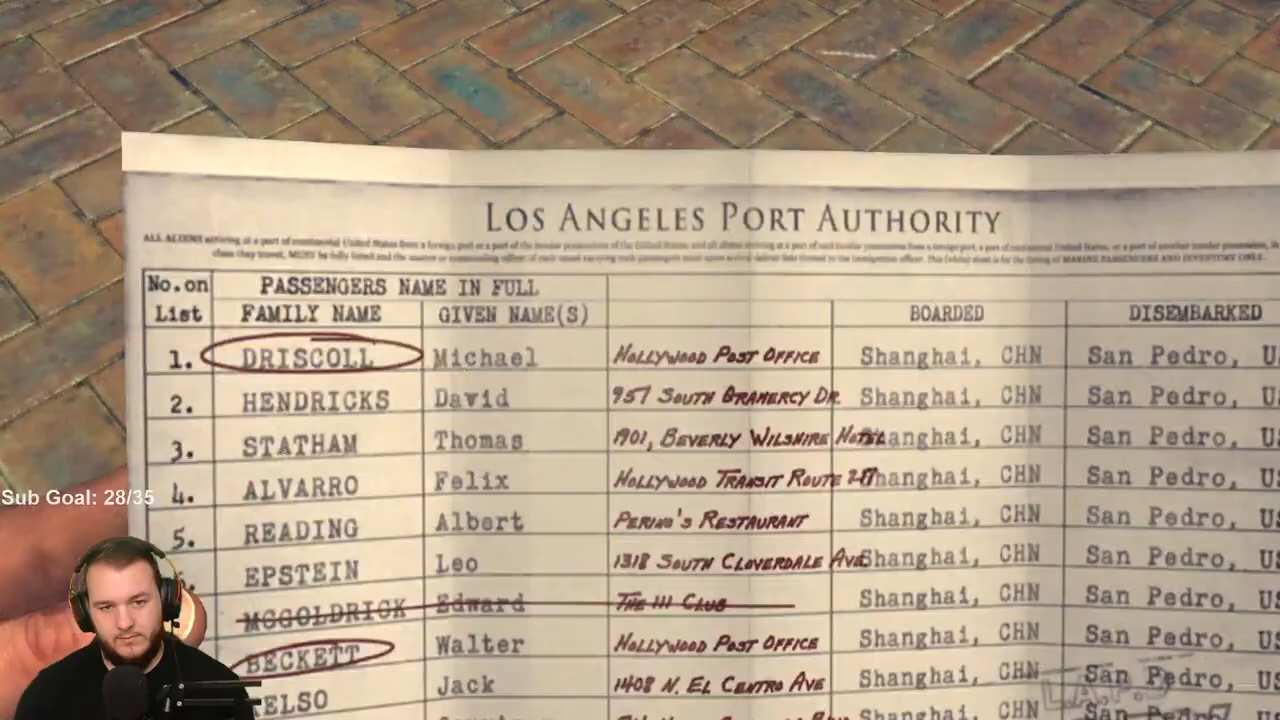 LOS ANGELES PORT AUTHORITY
No.on List PASSENGERS NAME IN FULL
FAMILY NAME GIVEN NAME(S) BOARDED DISEMBARKED
1. DRISCOLL Michael HOLLYWOOD POST OFFICE Shanghai, CHN San Pedro, U
2. HENDRICKS David 957 SOUTH GRAMERCY DR. Shanghai, CHN San Pedro, U
3. STATHAM Thomas 1901, BEVERLY WILSHIRE HOTEL Shanghai, CHN San Pedro, U
4. ALVARRO Felix HOLLYWOOD TRANSIT ROUTE Shanghai, CHN San Pedro, U
Sub Goal: 28/35
5. READING Albert PERINO'S RESTAURANT Shanghai, CHN San Pedro, U
EPSTEIN Leo 1318 SOUTH CLOVERDALE AVE Shanghai, CHN San Pedro, U
MCGOLDRICK Edward THE 111 CLUB Shanghai, CHN San Pedro, U
BECKETT Walter HOLLYWOOD POST OFFICE Shanghai, CHN San Pedro, U
ELSO Jack 1408 N. EL CENTRO AVE Shanghai, CHN San Pedro, U